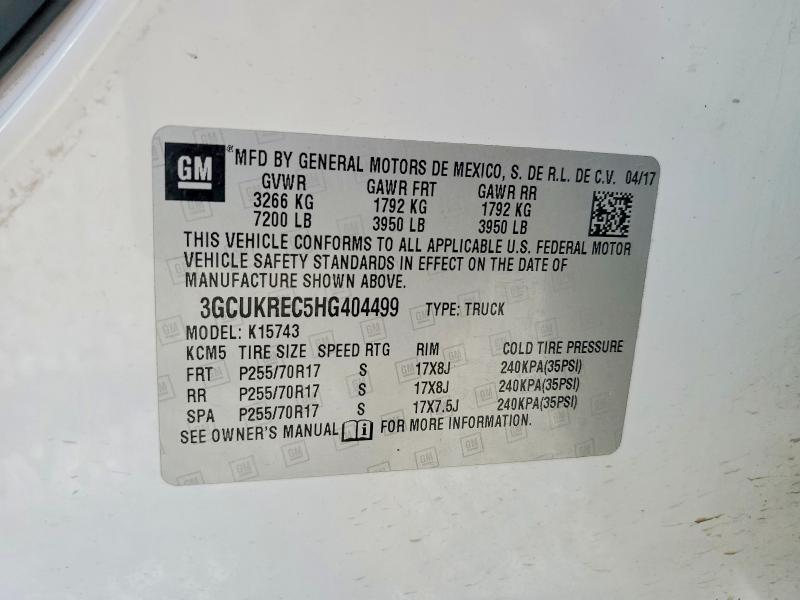 GM ® MFD BY GENERAL MOTORS DE MEXICO, S. DE R.L. DE C.V. 04/17
GVWR GAWR FRT GAWR RR
3266 KG 1792 KG 1792 KG
7200 LB 3950 LB 3950 LB
THIS VEHICLE CONFORMS TO ALL APPLICABLE U.S. FEDERAL MOTOR
VEHICLE SAFETY STANDARDS IN EFFECT ON THE DATE OF
MANUFACTURE SHOWN ABOVE.
3GCUKREC5HG404499 TYPE: TRUCK
MODEL: K15743
KCM5 TIRE SIZE SPEED RTG RIM COLD TIRE PRESSURE
FRT P255/70R17 S 17X8J 240KPA(35PSI)
RR P255/70R17 S 17X8J 240KPA(35PSI)
SPA P255/70R17 S 17X7.5J 240KPA(35PSI)
SEE OWNER'S MANUAL i FOR MORE INFORMATION.